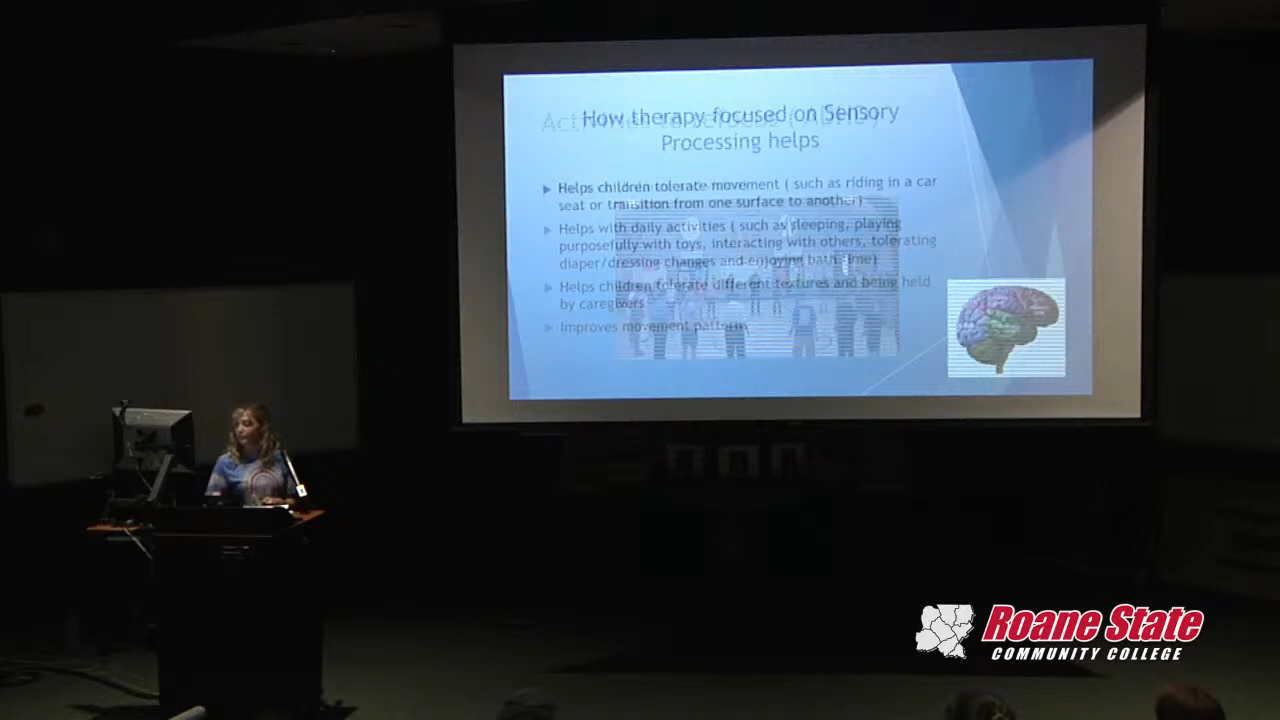 How therapy focused on Sensory
Processing helps
Helps children tolerate movement ( such as riding in a car
seat or transition from one surface to another)
Helps with daily activities ( such as sleeping, playing
purposefully with toys, interacting with others, tolerating
diaper/dressing changes and enjoying bath time)
Helps children tolerate different textures and being held
by caregivers
Improves movement patterns
Roane State
COMMUNITY COLLEGE